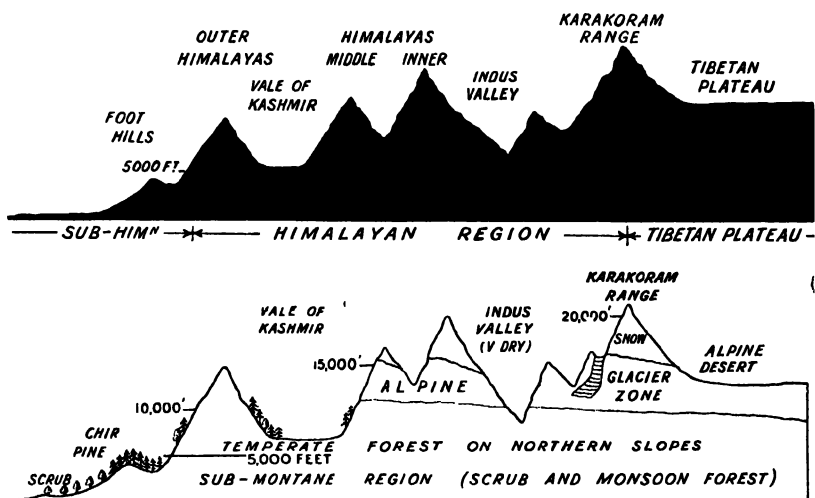 OUTER
HIMALAYAS
VALE OF
KASHMIR
HIMALAYAS
MIDDLE INNER
INDUS
VALLEY
KARAKORAM
RANGE
TIBETAN
PLATEAU
FOOT
HILLS
5000 FT
SUB-HIMN
HIMALAYAN REGION
TIBETAN PLATEAU
VALE OF
KASHMIR
INDUS
VALLEY
(V DRY)
KARAKORAM
RANGE
20,000'
SNOW
ALPINE
DESERT
GLACIER
ZONE
15,000'
ALPINE
10,000'
CHIR
PINE
SCRUB
TEMPERATE FOREST ON NORTHERN SLOPES
5,000 FEET
SUB-MONTANE REGION (SCRUB AND MONSOON FOREST)